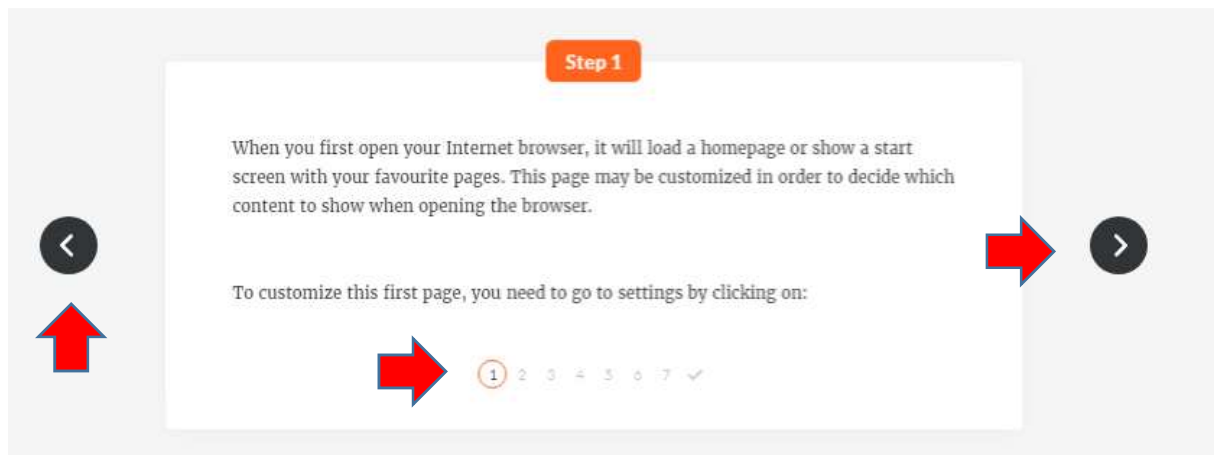 Step 1
When you first open your Internet browser, it will load a homepage or show a start
screen with your favourite pages. This page may be customized in order to decide which
content to show when opening the browser.
To customize this first page, you need to go to settings by clicking on:
1 2 3 4 5 6 7